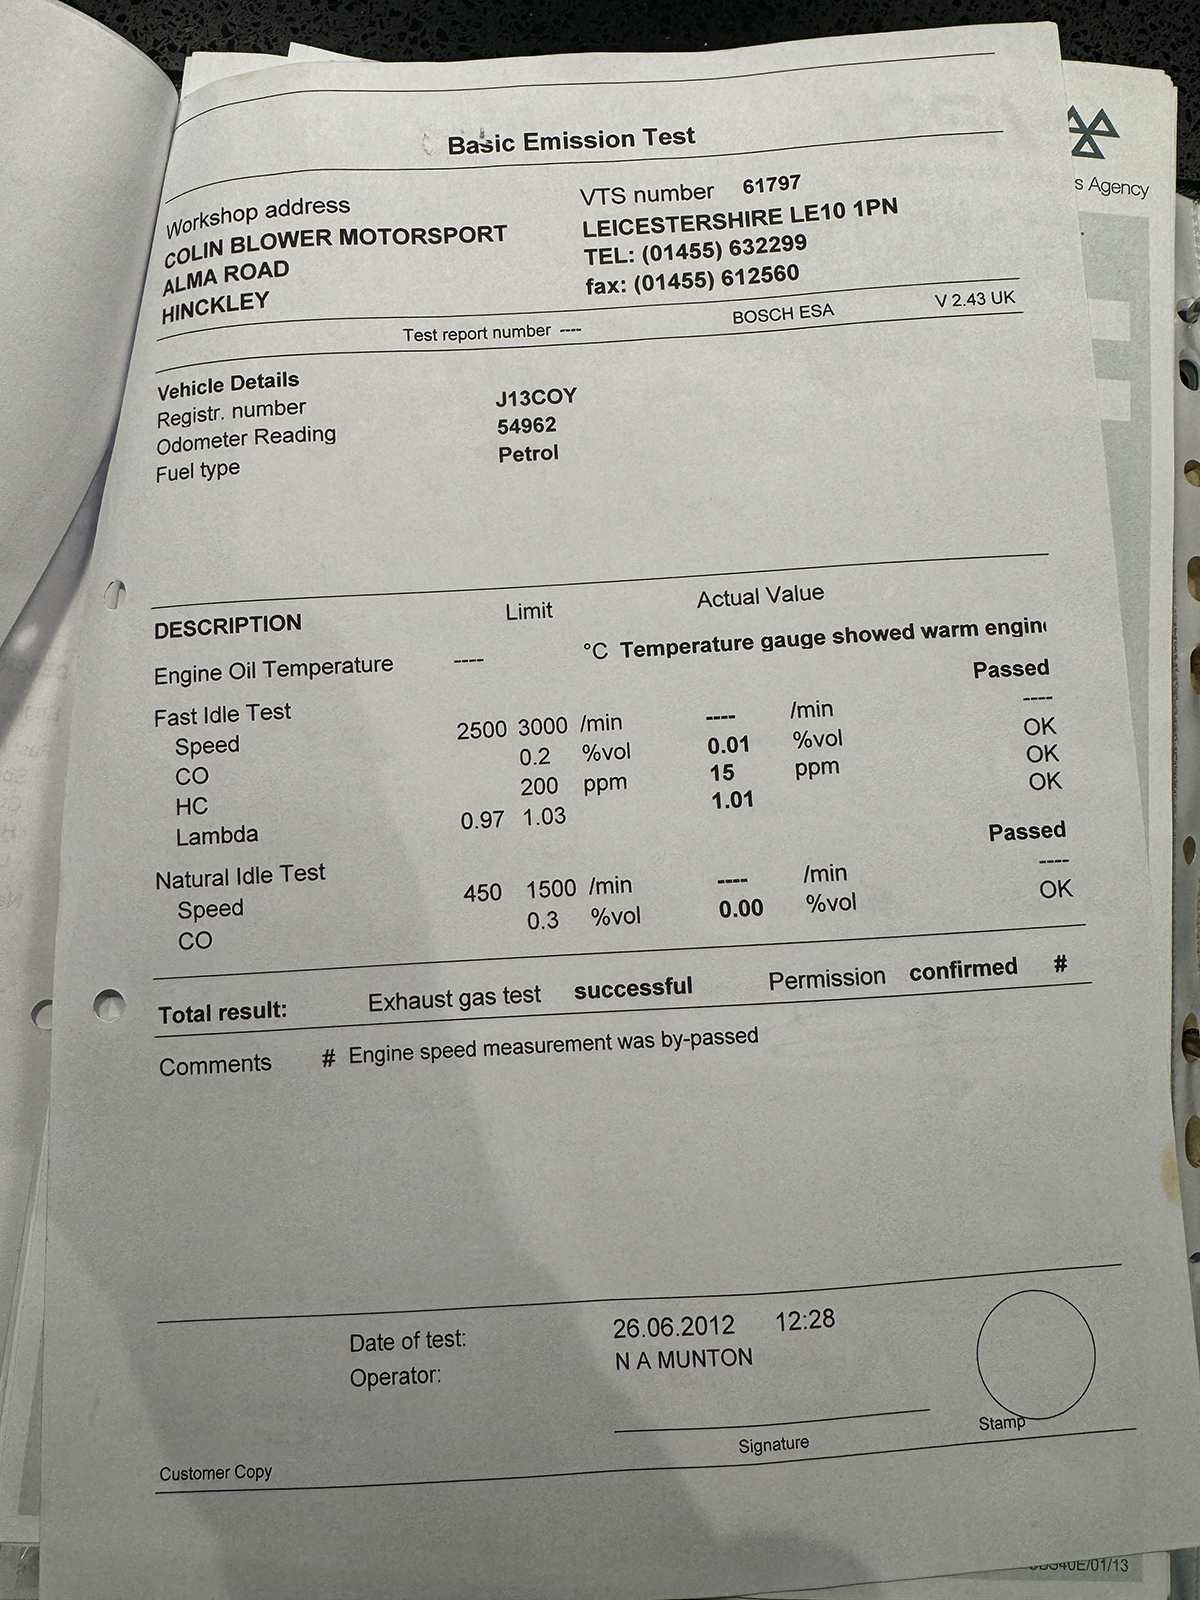 Basic Emission Test
Workshop address
COLIN BLOWER MOTORSPORT
ALMA ROAD
HINCKLEY
VTS number 61797
LEICESTERSHIRE LE10 1PN
TEL: (01455) 632299
fax: (01455) 612560
Test report number ---- BOSCH ESA V 2.43 UK
Vehicle Details
Registr. number J13COY
Odometer Reading 54962
Fuel type Petrol
DESCRIPTION Limit Actual Value
Engine Oil Temperature ---- °C Temperature gauge showed warm engin
Fast Idle Test Passed
Speed 2500 3000 /min ---- /min ----
CO 0.2 %vol 0.01 %vol OK
HC 200 ppm 15 ppm OK
Lambda 0.97 1.03 1.01 OK
Natural Idle Test Passed
Speed 450 1500 /min ---- /min ----
CO 0.3 %vol 0.00 %vol OK
Total result: Exhaust gas test successful Permission confirmed #
Comments # Engine speed measurement was by-passed
Date of test: 26.06.2012 12:28
Operator: N A MUNTON
Signature
Stamp
Customer Copy
s Agency
40E/01/13